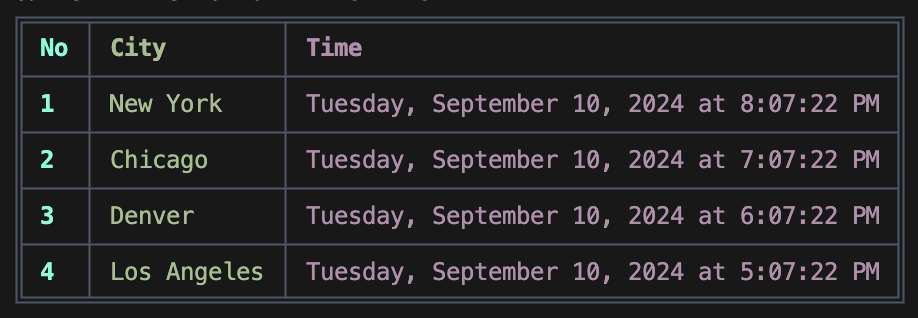 No City Time
1 New York Tuesday, September 10, 2024 at 8:07:22 PM
2 Chicago Tuesday, September 10, 2024 at 7:07:22 PM
3 Denver Tuesday, September 10, 2024 at 6:07:22 PM
4 Los Angeles Tuesday, September 10, 2024 at 5:07:22 PM